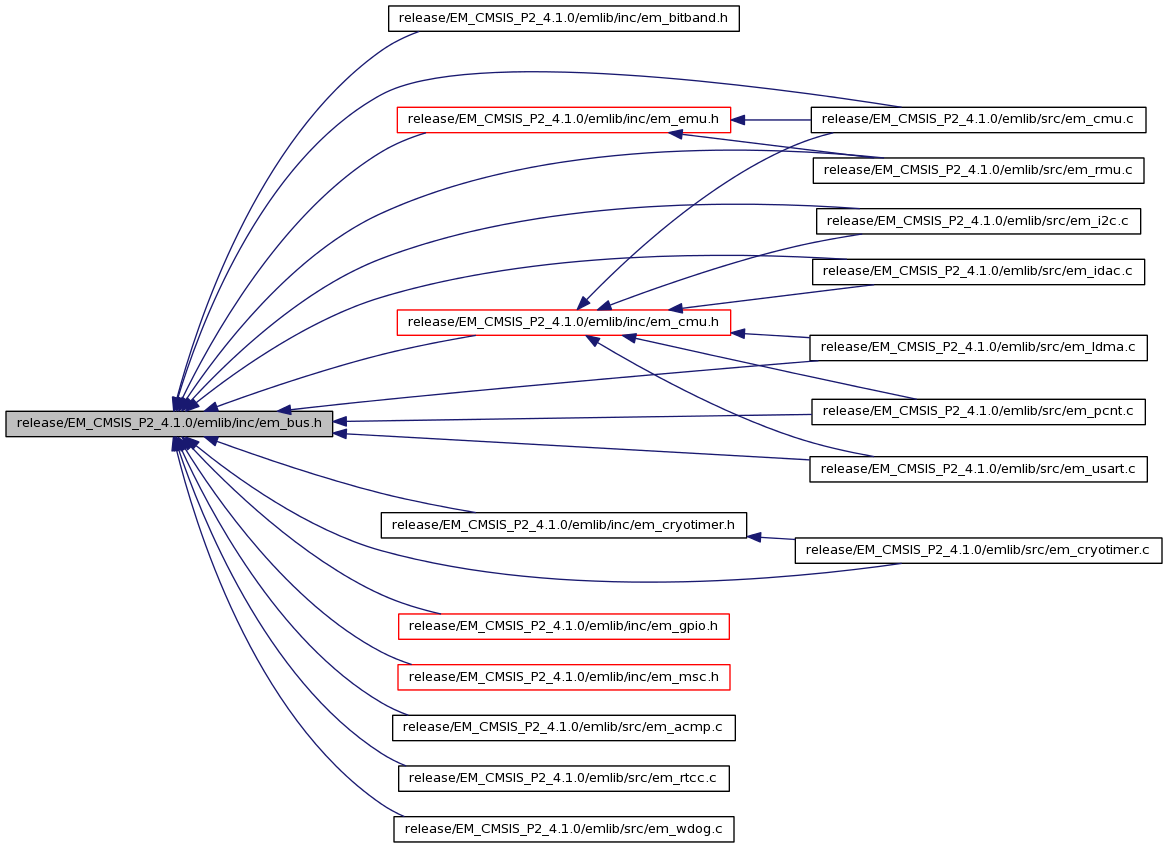 release/EM_CMSIS_P2_4.1.0/emlib/inc/em_bitband.h
release/EM_CMSIS_P2_4.1.0/emlib/inc/em_emu.h
release/EM_CMSIS_P2_4.1.0/emlib/src/em_cmu.c
release/EM_CMSIS_P2_4.1.0/emlib/src/em_rmu.c
release/EM_CMSIS_P2_4.1.0/emlib/src/em_i2c.c
release/EM_CMSIS_P2_4.1.0/emlib/src/em_idac.c
release/EM_CMSIS_P2_4.1.0/emlib/inc/em_cmu.h
release/EM_CMSIS_P2_4.1.0/emlib/src/em_ldma.c
release/EM_CMSIS_P2_4.1.0/emlib/src/em_pcnt.c
release/EM_CMSIS_P2_4.1.0/emlib/inc/em_bus.h
release/EM_CMSIS_P2_4.1.0/emlib/src/em_usart.c
release/EM_CMSIS_P2_4.1.0/emlib/inc/em_cryotimer.h
release/EM_CMSIS_P2_4.1.0/emlib/src/em_cryotimer.c
release/EM_CMSIS_P2_4.1.0/emlib/inc/em_gpio.h
release/EM_CMSIS_P2_4.1.0/emlib/inc/em_msc.h
release/EM_CMSIS_P2_4.1.0/emlib/src/em_acmp.c
release/EM_CMSIS_P2_4.1.0/emlib/src/em_rtcc.c
release/EM_CMSIS_P2_4.1.0/emlib/src/em_wdog.c